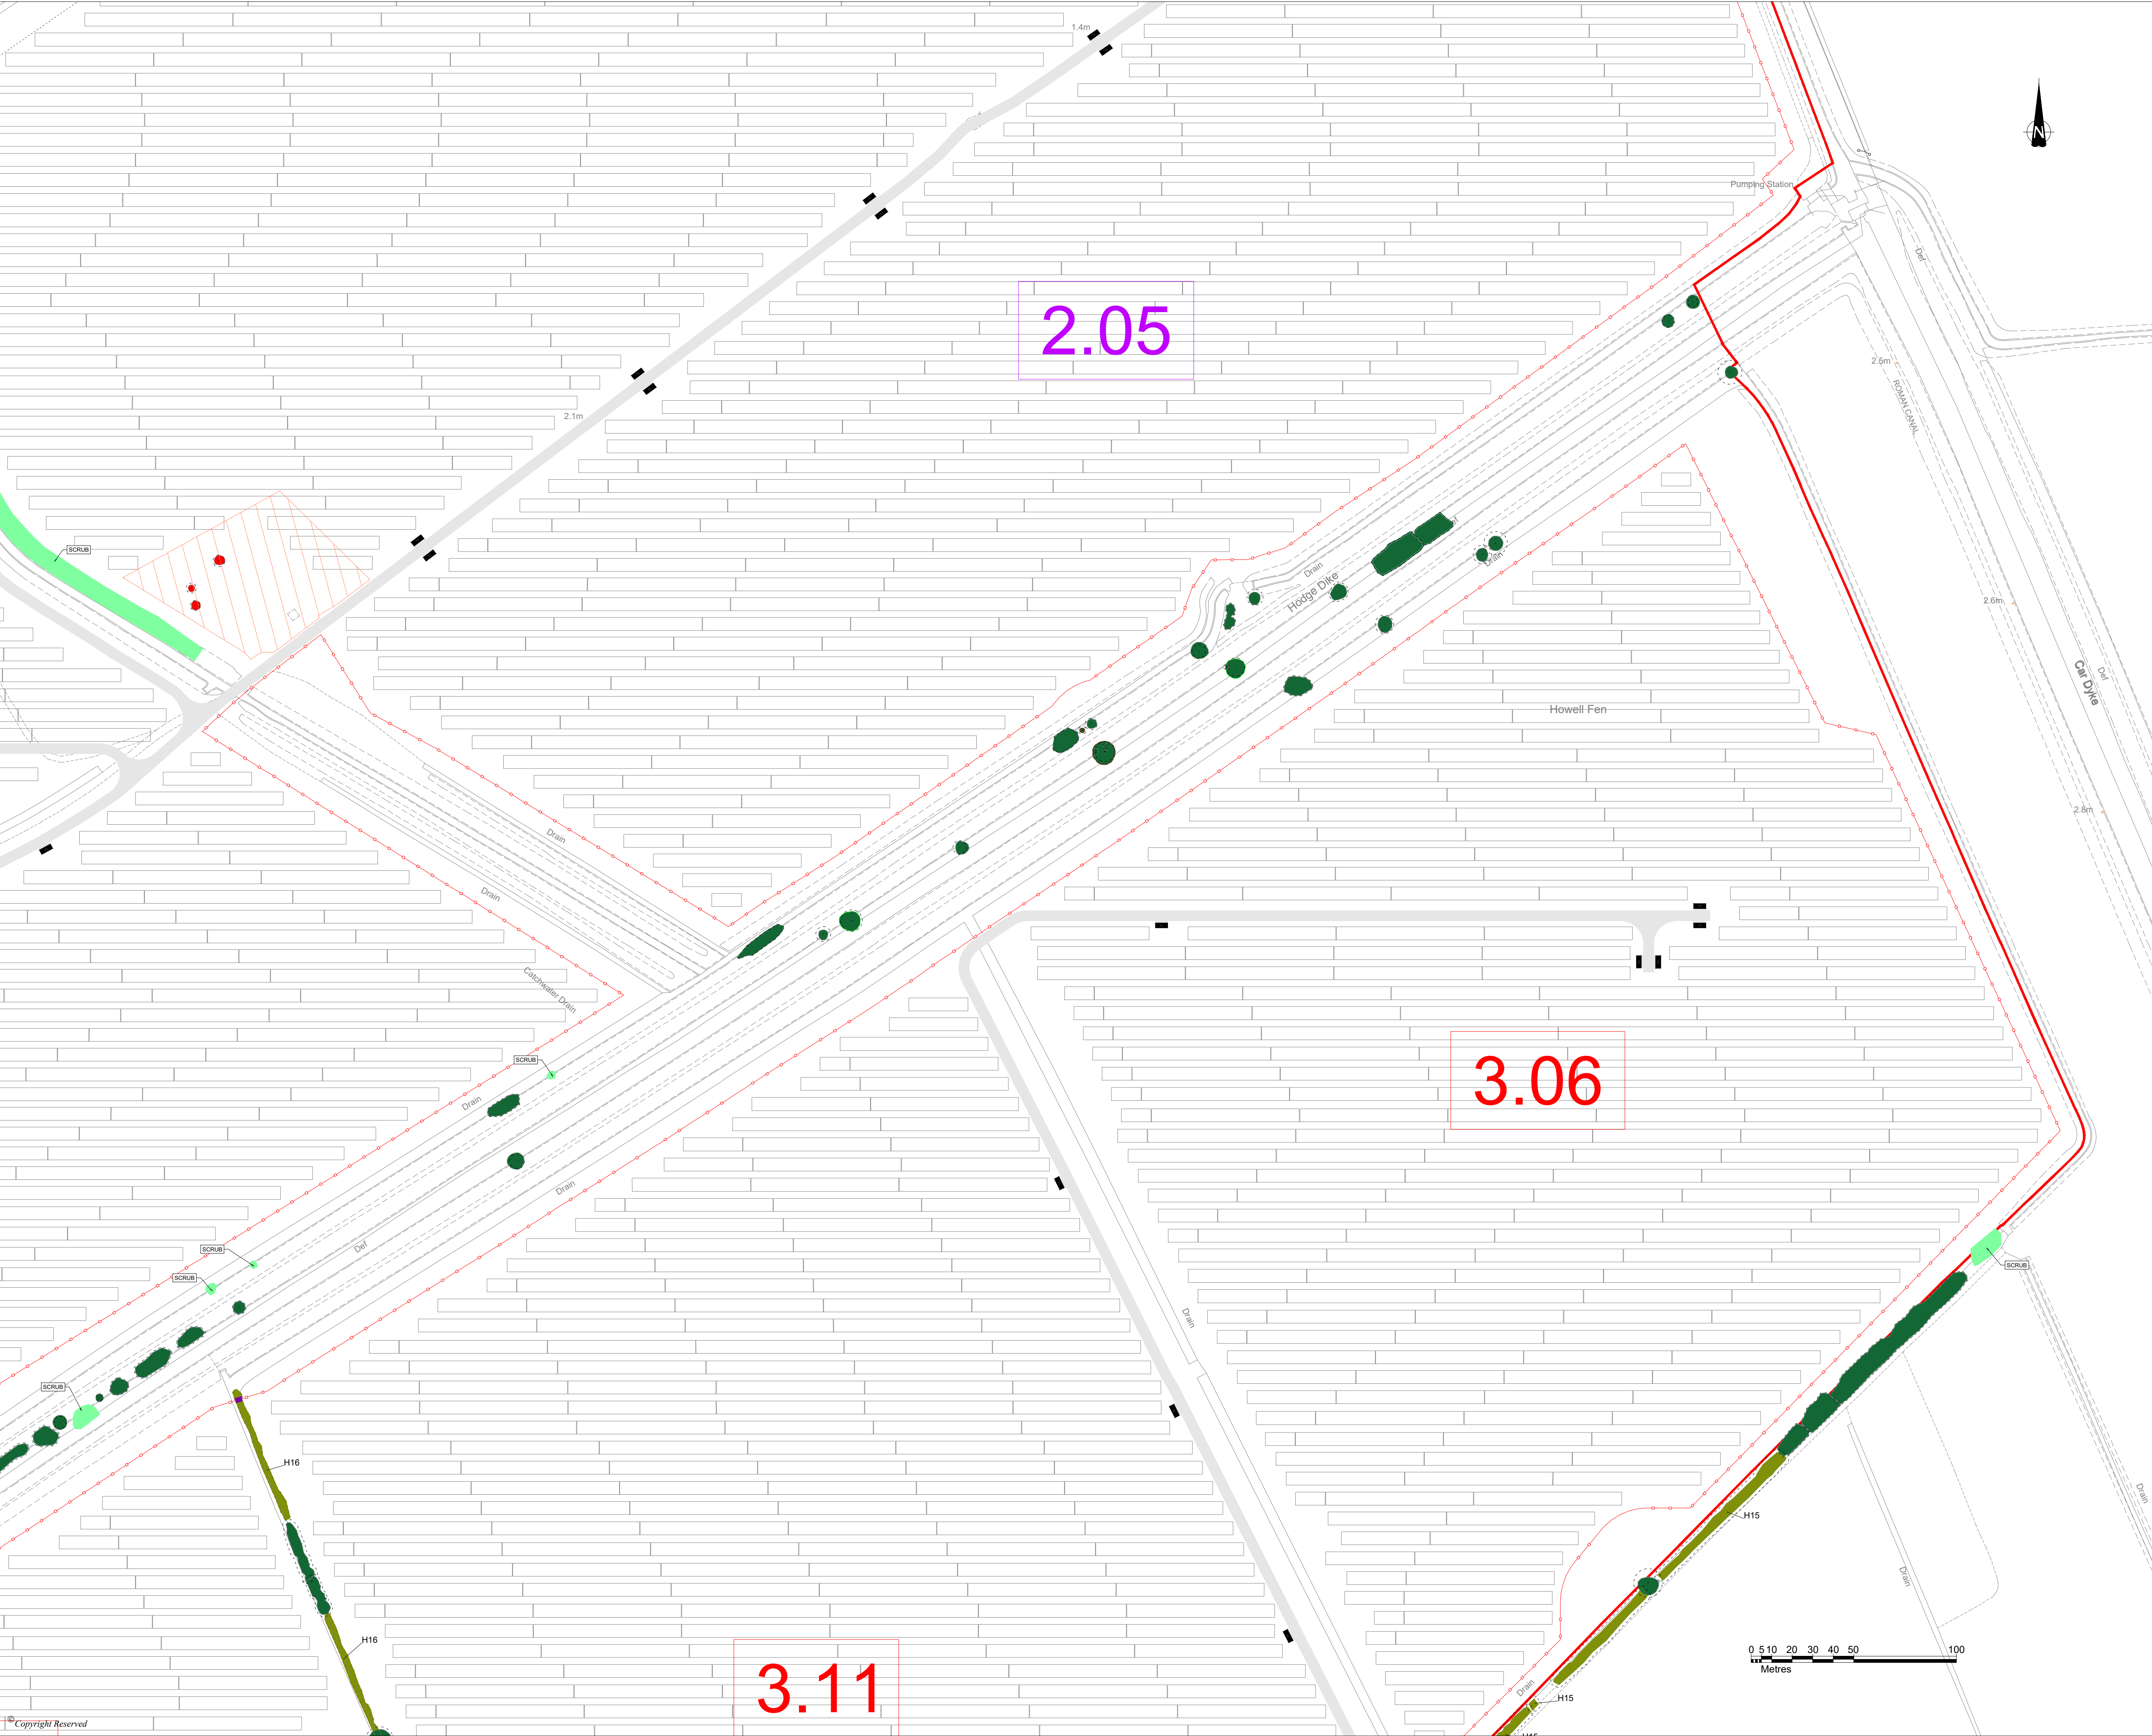 1.4m
N
Pumping Station
Def
2.05
2.5m
ROMAN CANAL
2.1m
SCRUB
Drain
Drain
Hodge Dike
2.6m
Def
Car Dyke
Howell Fen
2.8m
Drain
Drain
Catchwater Drain
SCRUB
3.06
Drain
Drain
Def
SCRUB
SCRUB
SCRUB
Drain
SCRUB
H16
Drain
H15
Drain
H16
0 5 10 20 30 40 50 100
Metres
3.11
Drain
H15
H15
© Copyright Reserved